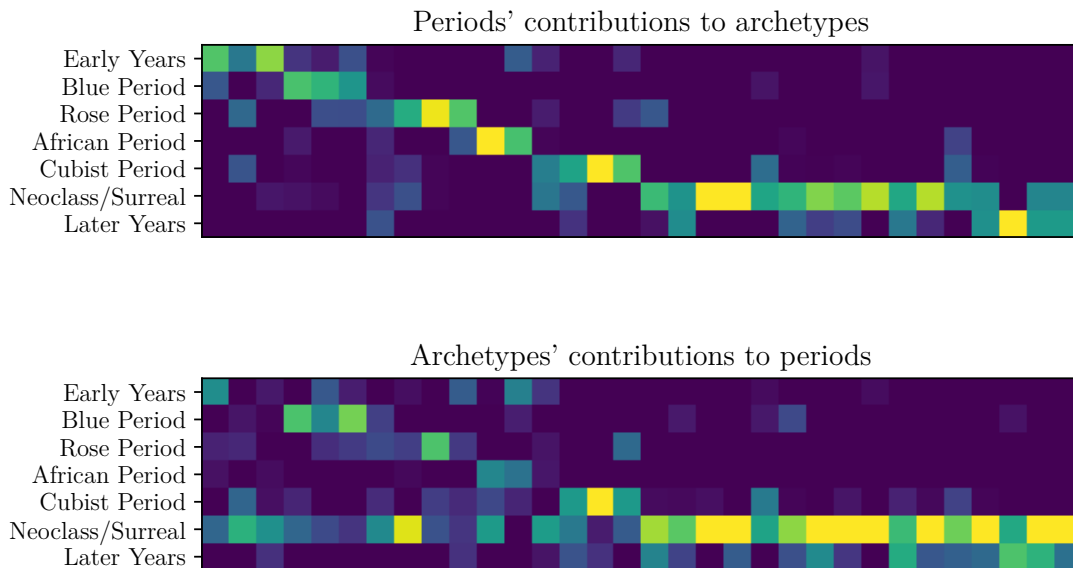 Periods’ contributions to archetypes
Early Years
Blue Period
Rose Period
African Period
Cubist Period
Neoclass/Surreal
Later Years
Archetypes’ contributions to periods
Early Years
Blue Period
Rose Period
African Period
Cubist Period
Neoclass/Surreal
Later Years